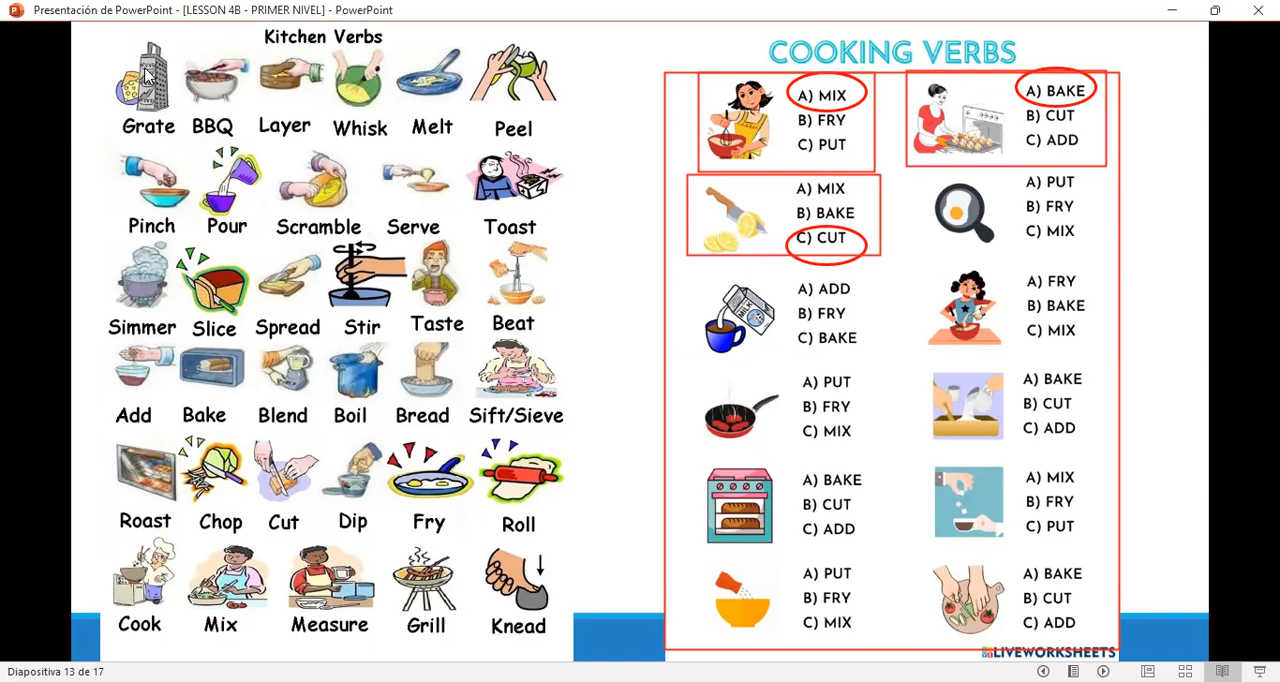 Presentación de PowerPoint - [LESSON 4B - PRIMER NIVEL] - PowerPoint
Kitchen Verbs
Grate BBQ Layer Whisk Melt Peel
Pinch Pour Scramble Serve Toast
Simmer Slice Spread Stir Taste Beat
Add Bake Blend Boil Bread Sift/Sieve
Roast Chop Cut Dip Fry Roll
Cook Mix Measure Grill Knead
COOKING VERBS
A) MIX
B) FRY
C) PUT
A) BAKE
B) CUT
C) ADD
A) MIX
B) BAKE
C) CUT
A) PUT
B) FRY
C) MIX
A) ADD
B) FRY
C) BAKE
A) FRY
B) BAKE
C) MIX
A) PUT
B) FRY
C) MIX
A) BAKE
B) CUT
C) ADD
A) BAKE
B) CUT
C) ADD
A) MIX
B) FRY
C) PUT
A) PUT
B) FRY
C) MIX
A) BAKE
B) CUT
C) ADD
LIVEWORKSHEETS
Diapositiva 13 de 17